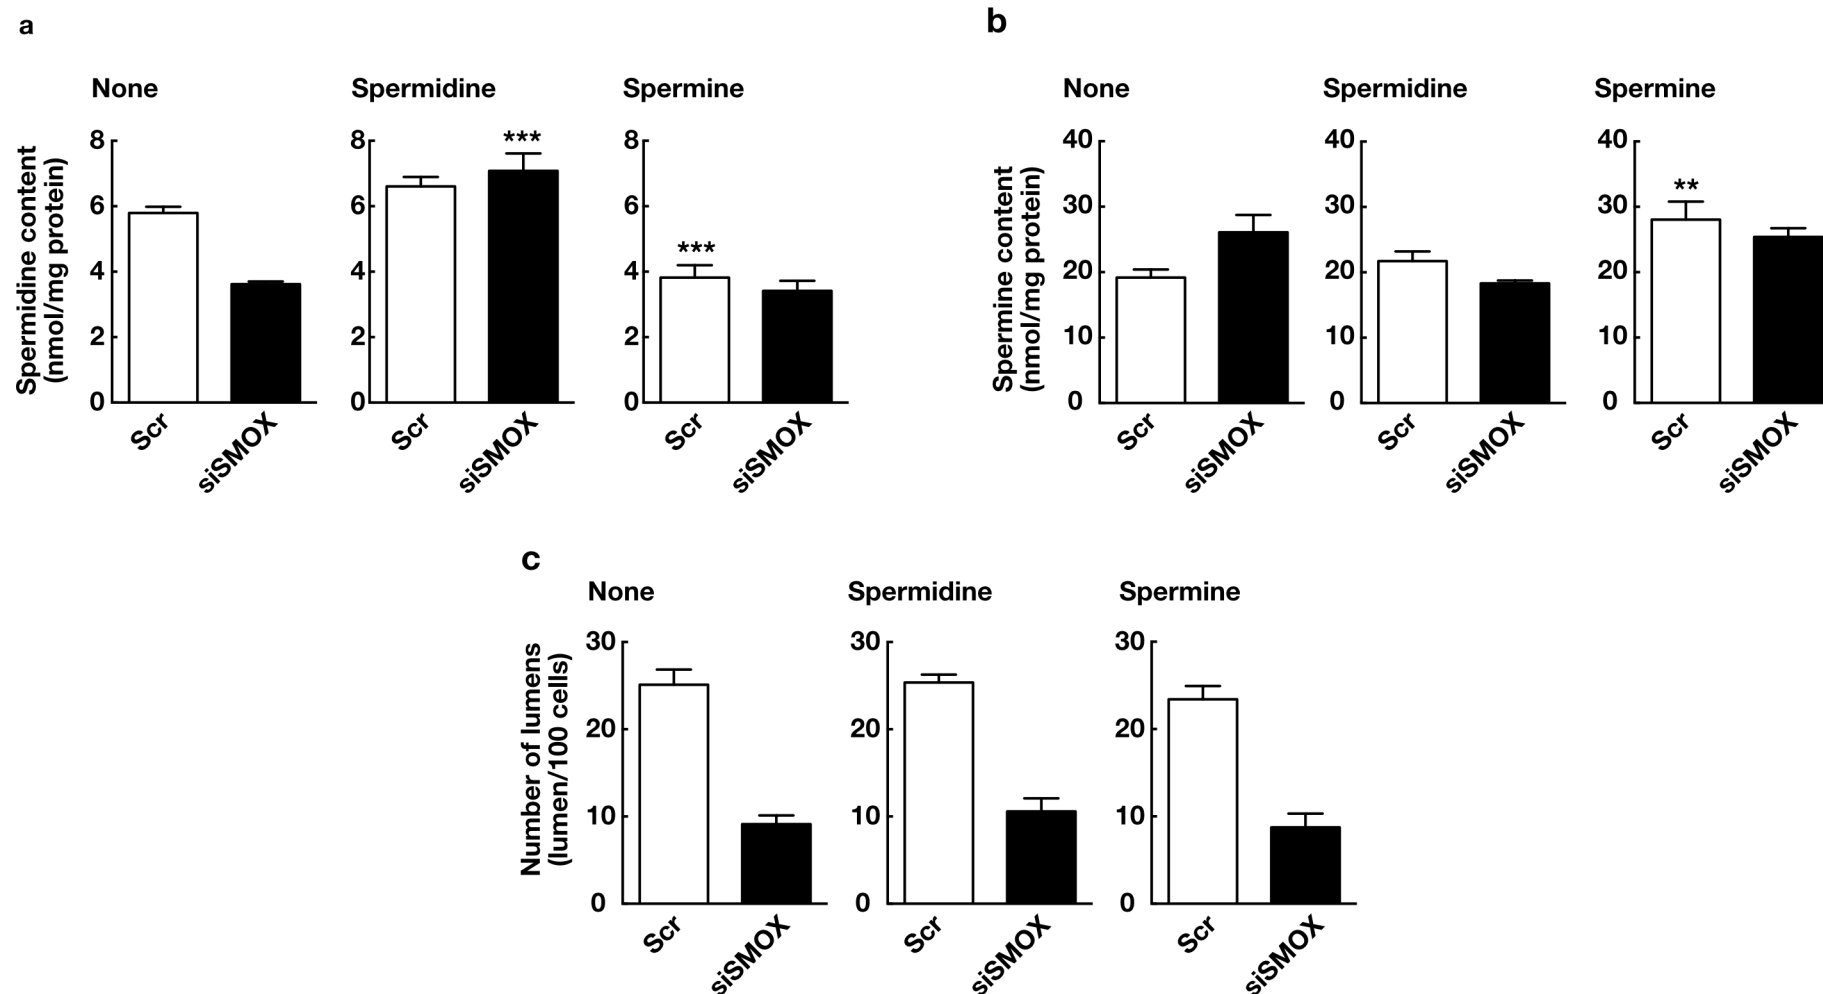 a
None
Spermidine
Spermine
Spermidine content
(nmol/mg protein)
8
6
4
2
0
Scr
siSMOX
8
6
4
2
0
***
Scr
siSMOX
8
6
4
2
0
***
Scr
siSMOX
b
None
Spermidine
Spermine
Spermine content
(nmol/mg protein)
40
30
20
10
0
Scr
siSMOX
40
30
20
10
0
Scr
siSMOX
40
30
20
10
0
**
Scr
siSMOX
c
None
Spermidine
Spermine
Number of lumens
(lumen/100 cells)
30
20
10
0
Scr
siSMOX
30
20
10
0
Scr
siSMOX
30
20
10
0
Scr
siSMOX